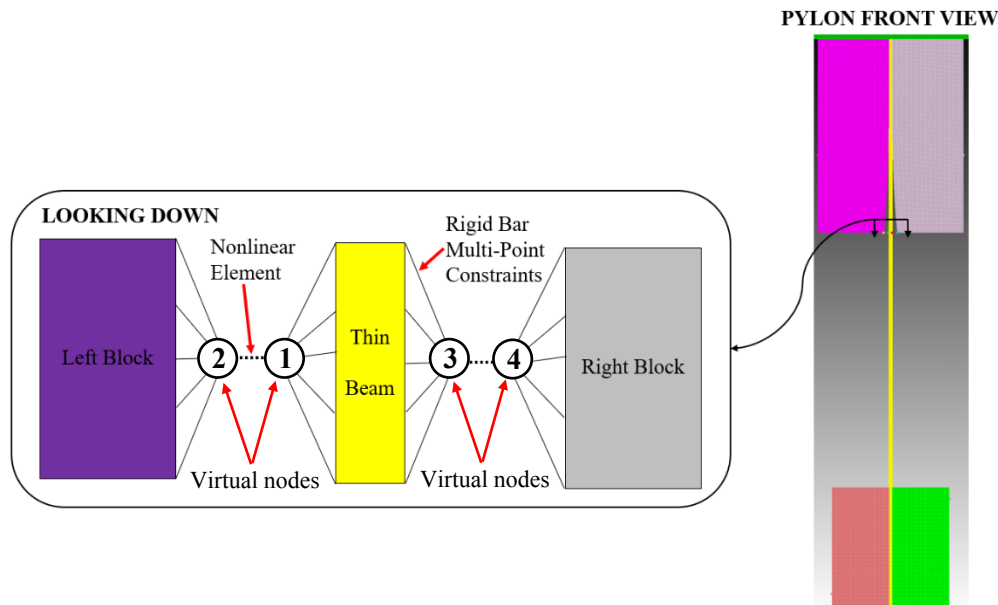 PYLON FRONT VIEW
LOOKING DOWN
Nonlinear
Element
Rigid Bar
Multi-Point
Constraints
Left Block
2
1
Thin
Beam
3
4
Right Block
Virtual nodes
Virtual nodes